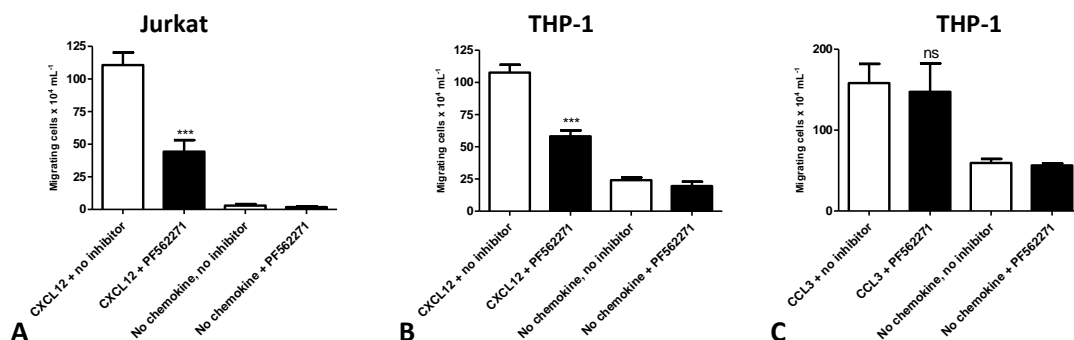 Jurkat
Migrating cells x 10⁴ mL⁻¹
125
100
75
50
25
0
***
CXCL12 + no inhibitor
CXCL12 + PF562271
No chemokine, no inhibitor
No chemokine + PF562271
A
THP-1
Migrating cells x 10⁴ mL⁻¹
125
100
75
50
25
0
***
CXCL12 + no inhibitor
CXCL12 + PF562271
No chemokine, no inhibitor
No chemokine + PF562271
B
THP-1
Migrating cells x 10⁴ mL⁻¹
200
100
0
ns
CCL3 + no inhibitor
CCL3 + PF562271
No chemokine, no inhibitor
No chemokine + PF562271
C